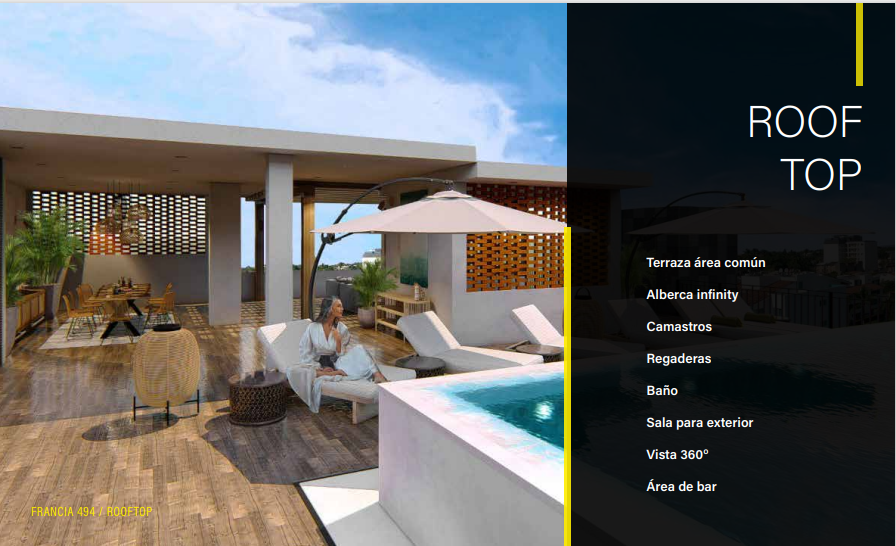 ROOF
TOP
Terraza área común
Alberca infinity
Camastros
Regaderas
Baño
Sala para exterior
Vista 360º
Área de bar
FRANCIA 494 / ROOFTOP